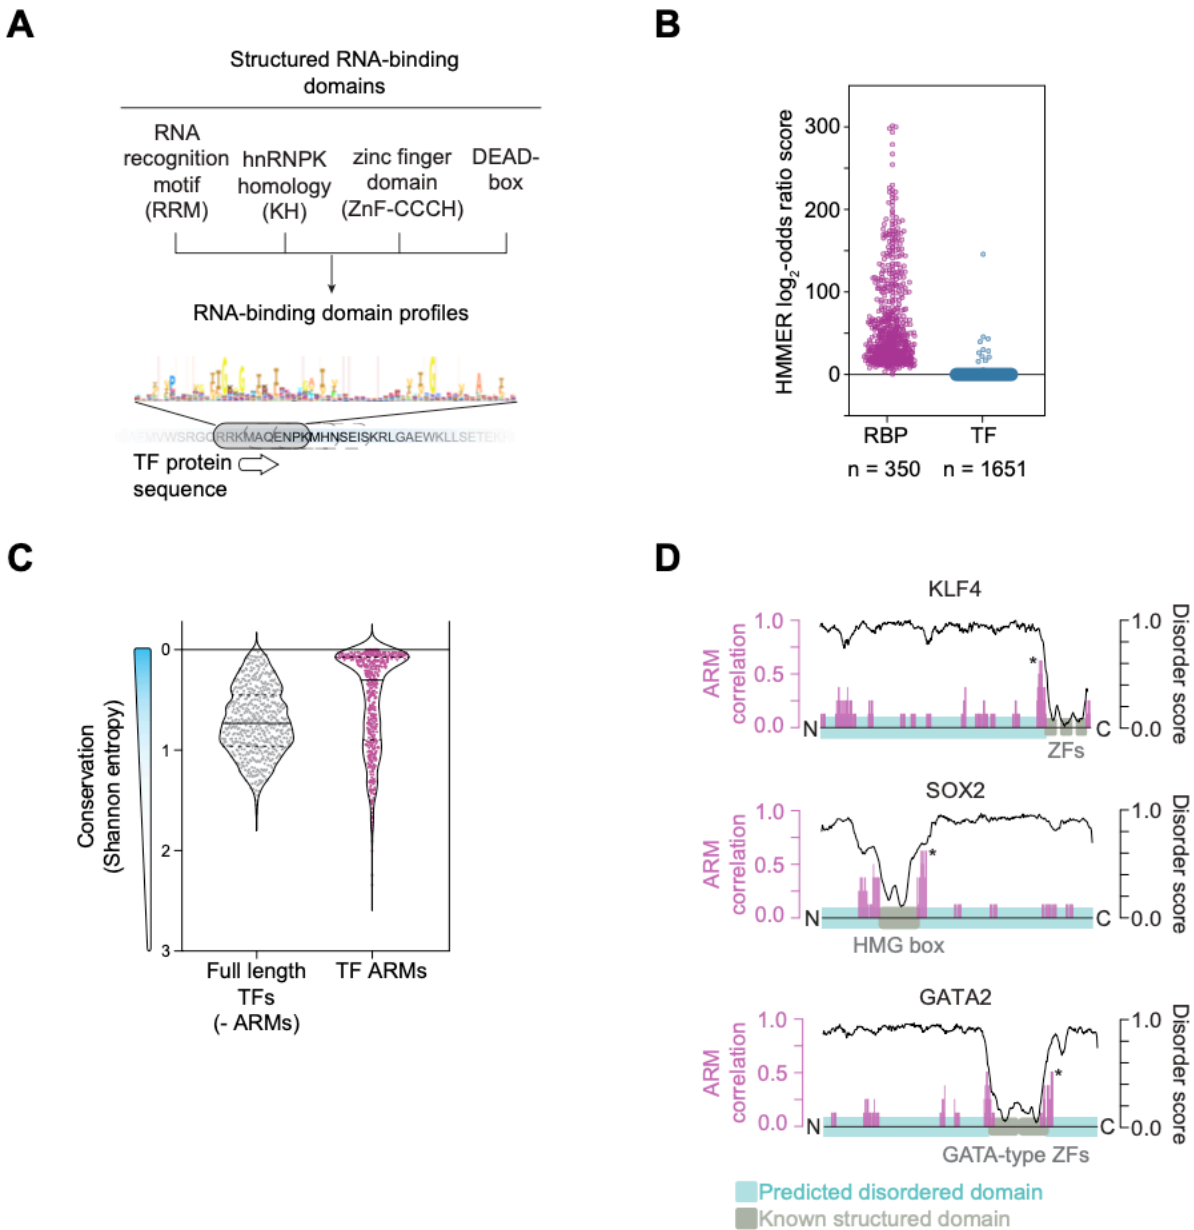 A
Structured RNA-binding
domains
RNA
recognition
motif
(RRM)
hnRNPK
homology
(KH)
zinc finger
domain
(ZnF-CCCH)
DEAD-
box
RNA-binding domain profiles
MVWSRGQRRKMAQENPKMHNSEISKRLGAEWKLLSETEK
TF protein
sequence
B
HMMER log2-odds ratio score
300
200
100
0
RBP
TF
n = 350
n = 1651
C
Conservation
(Shannon entropy)
0
1
2
3
Full length
TFs
(- ARMs)
TF ARMs
D
KLF4
ARM
correlation
1.0
0.5
0.0
N
*
C
1.0
0.0
Disorder score
ZFs
SOX2
ARM
correlation
1.0
0.5
0.0
N
*
C
1.0
0.0
Disorder score
HMG box
GATA2
ARM
correlation
1.0
0.5
0.0
N
*
C
1.0
0.0
Disorder score
GATA-type ZFs
Predicted disordered domain
Known structured domain